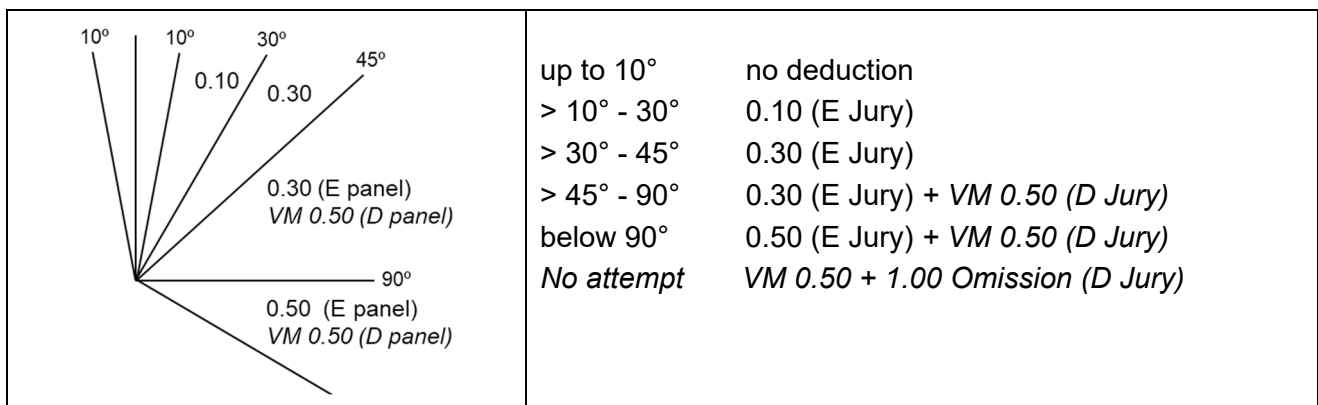 10º 10º 30º
45º
0.10
0.30
0.30 (E panel)
VM 0.50 (D panel)
90º
0.50 (E panel)
VM 0.50 (D panel)
up to 10° no deduction
> 10° - 30° 0.10 (E Jury)
> 30° - 45° 0.30 (E Jury)
> 45° - 90° 0.30 (E Jury) + VM 0.50 (D Jury)
below 90° 0.50 (E Jury) + VM 0.50 (D Jury)
No attempt VM 0.50 + 1.00 Omission (D Jury)